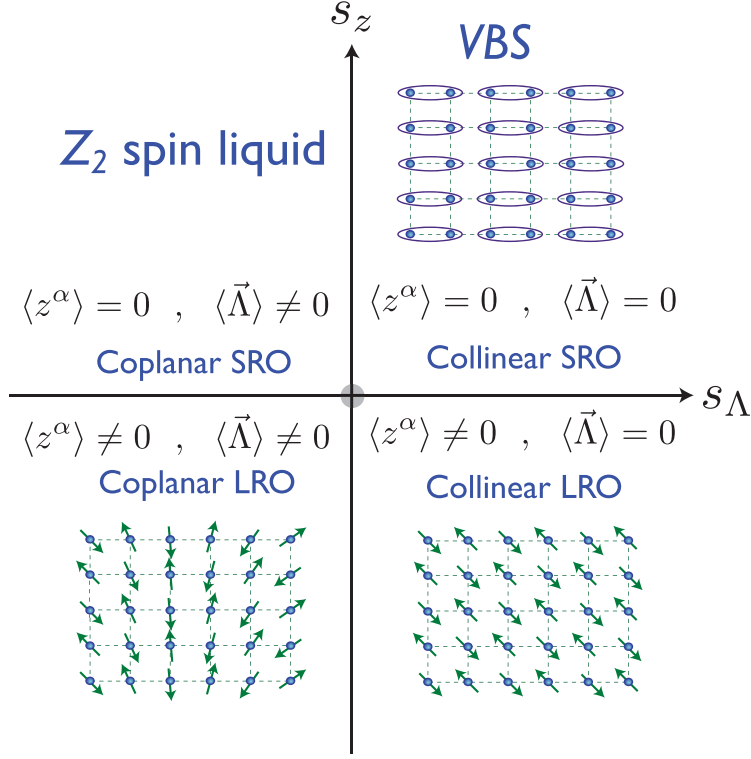 s_z
VBS
Z₂ spin liquid
⟨z^α⟩ = 0 , ⟨Λ⃗⟩ ≠ 0
⟨z^α⟩ = 0 , ⟨Λ⃗⟩ = 0
Coplanar SRO
Collinear SRO
s_Λ
⟨z^α⟩ ≠ 0 , ⟨Λ⃗⟩ ≠ 0
⟨z^α⟩ ≠ 0 , ⟨Λ⃗⟩ = 0
Coplanar LRO
Collinear LRO